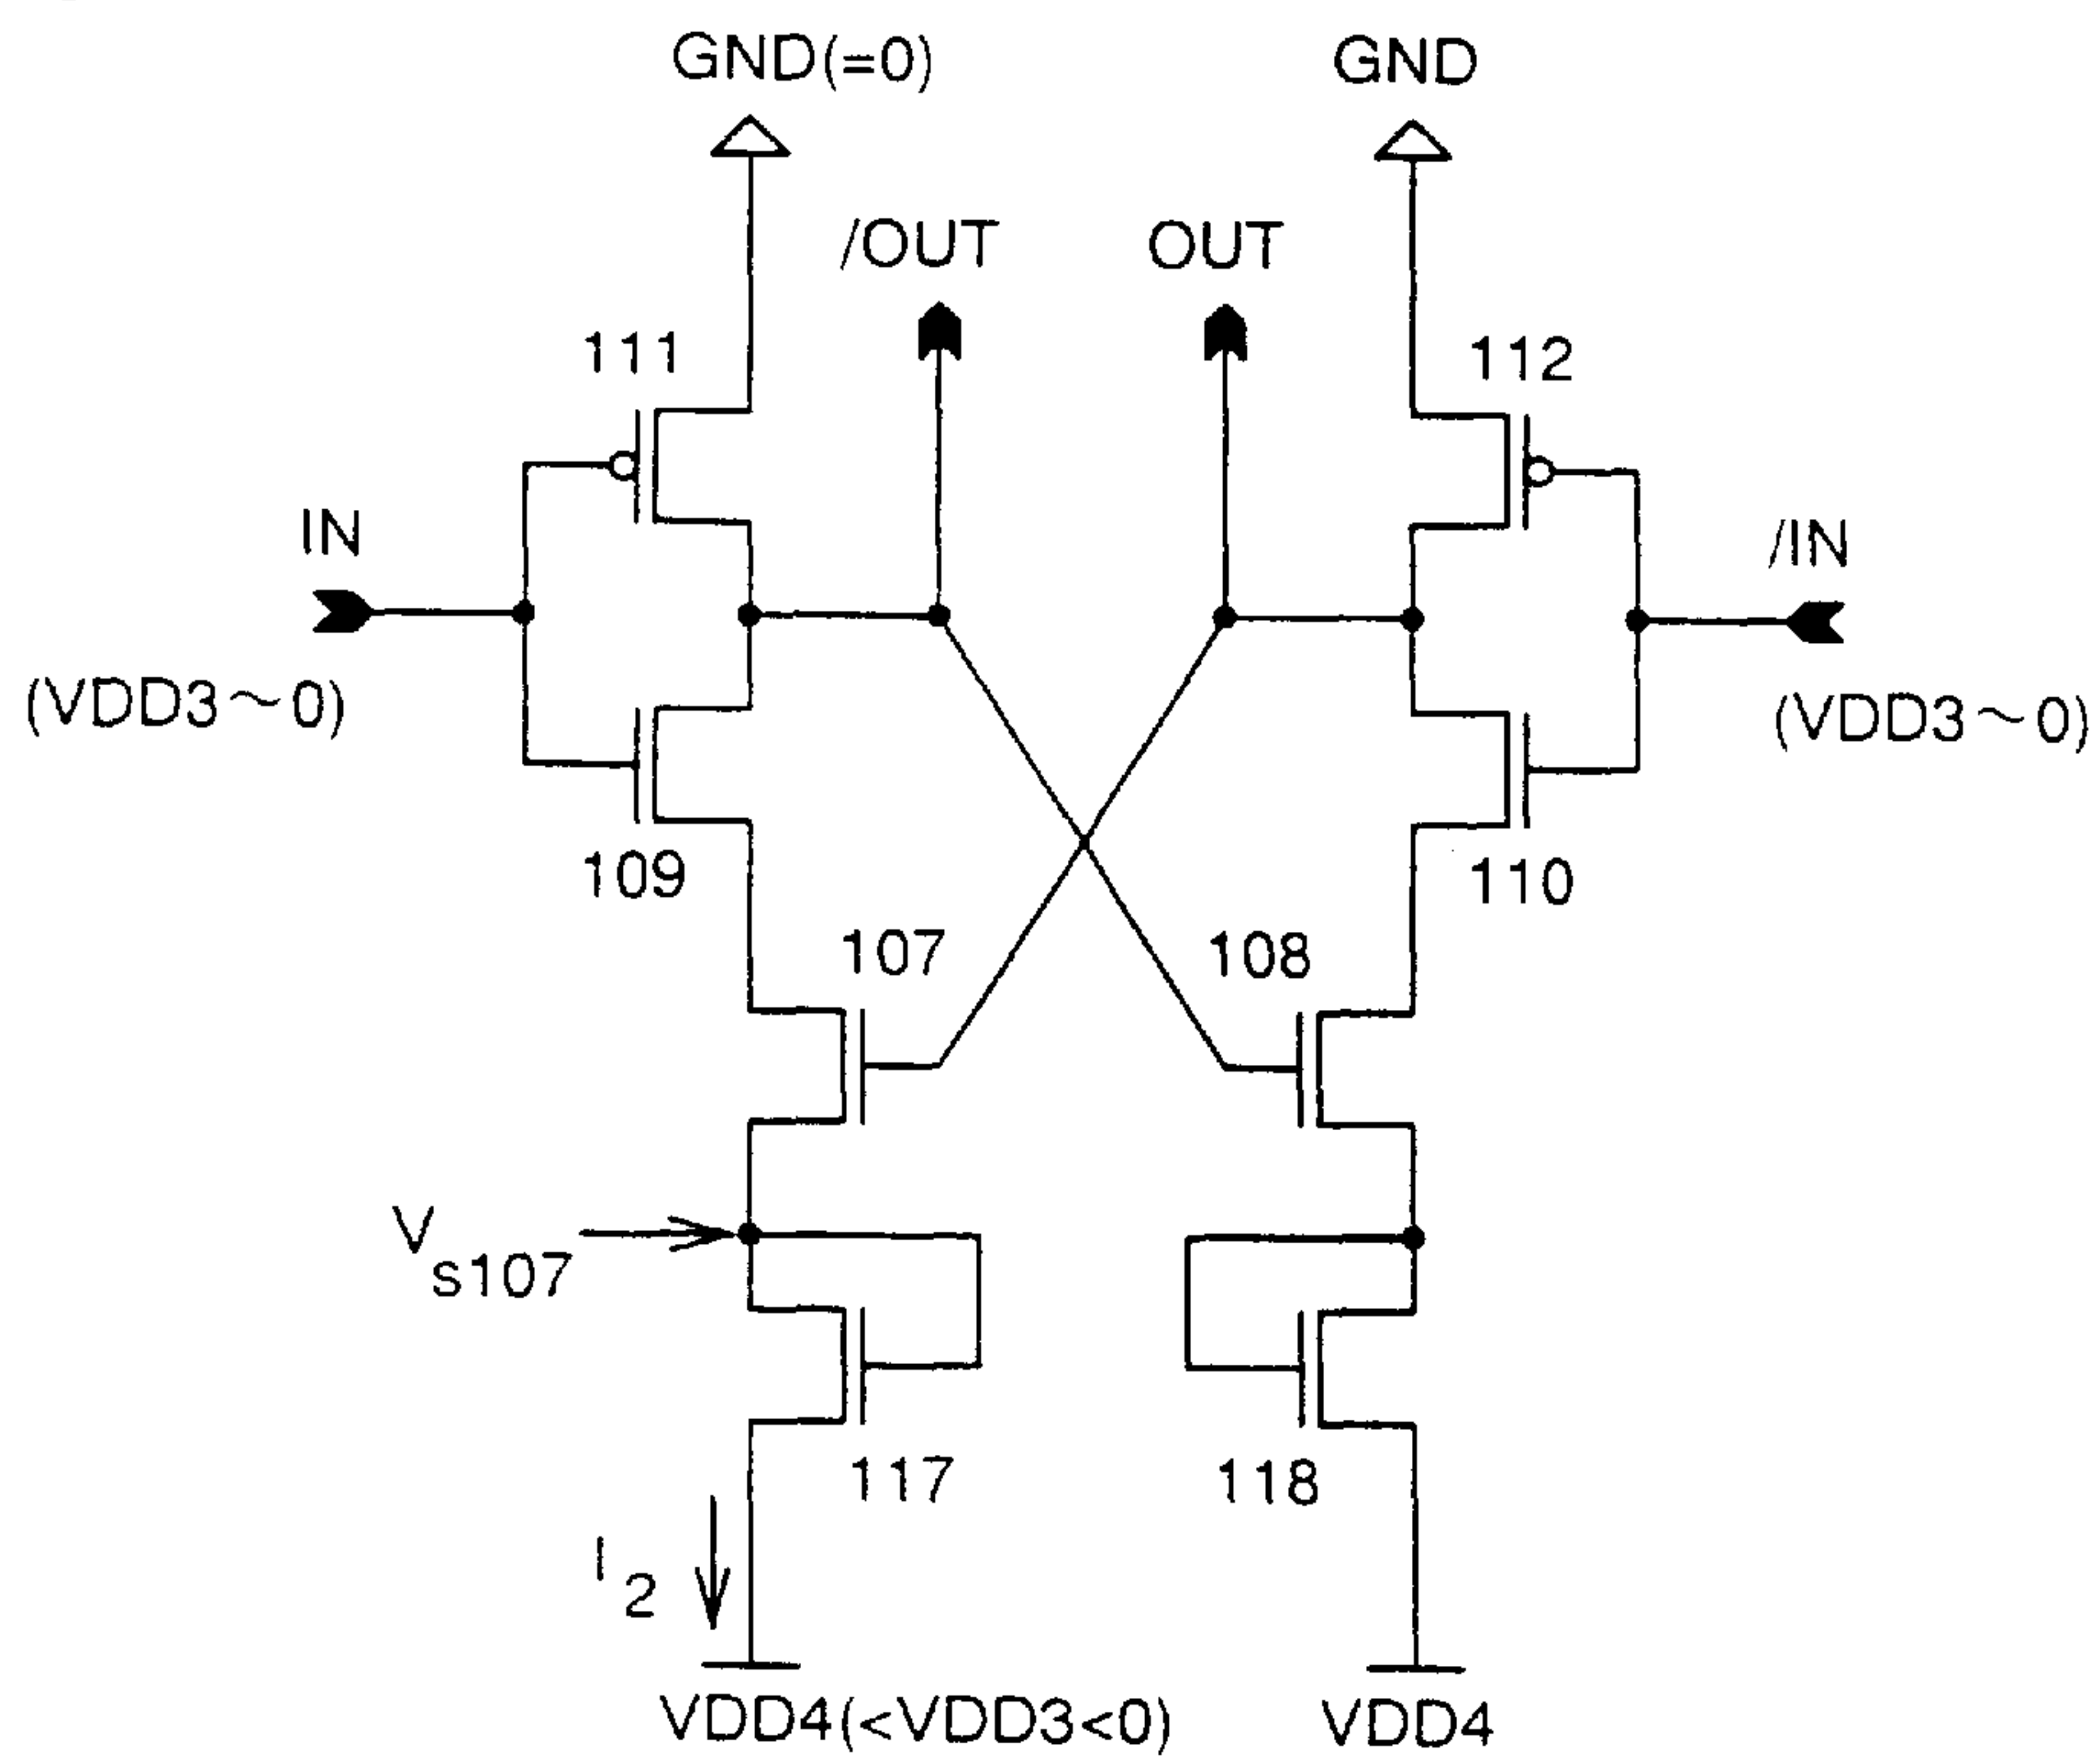 GND(=0)
GND
/OUT
OUT
111
112
IN
/IN
(VDD3～0)
(VDD3～0)
109
110
107
108
V S107
117
118
I 2
VDD4(<VDD3<0)
VDD4